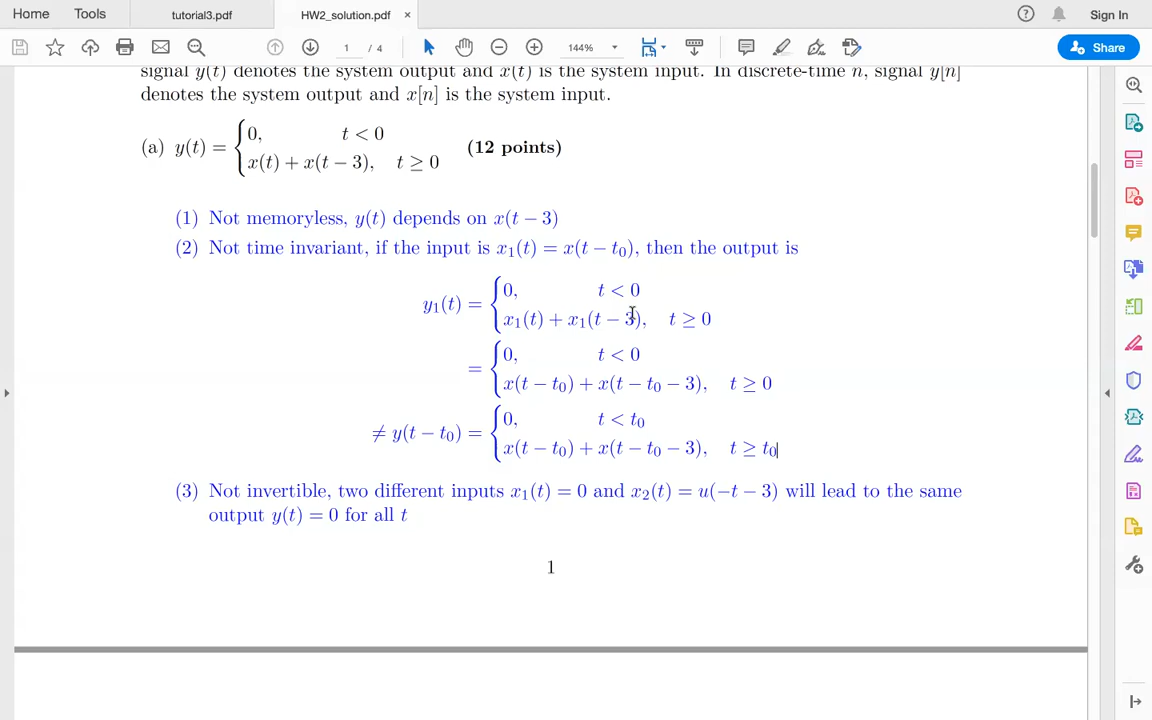 Home Tools tutorial3.pdf HW2_solution.pdf × Sign In
1 / 4 144% Share
signal y(t) denotes the system output and x(t) is the system input. In discrete-time n, signal y[n]
denotes the system output and x[n] is the system input.
(a) y(t) = {0, t < 0
x(t) + x(t − 3), t ≥ 0 (12 points)
(1) Not memoryless, y(t) depends on x(t − 3)
(2) Not time invariant, if the input is x₁(t) = x(t − t₀), then the output is
y₁(t) = {0, t < 0
x₁(t) + x₁(t − 3), t ≥ 0
= {0, t < 0
x(t − t₀) + x(t − t₀ − 3), t ≥ 0
≠ y(t − t₀) = {0, t < t₀
x(t − t₀) + x(t − t₀ − 3), t ≥ t₀
(3) Not invertible, two different inputs x₁(t) = 0 and x₂(t) = u(−t − 3) will lead to the same
output y(t) = 0 for all t
1